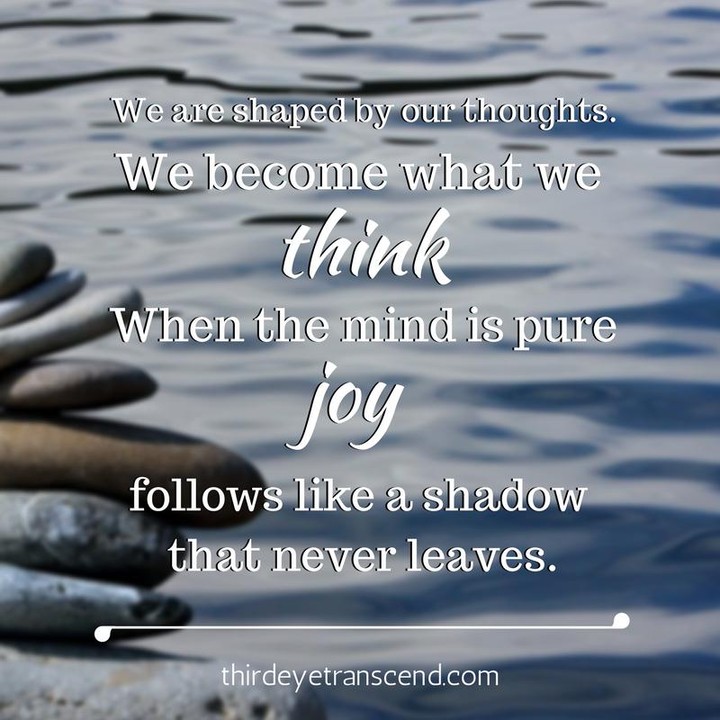 We are shaped by our thoughts.
We become what we
think
When the mind is pure
joy
follows like a shadow
that never leaves.
thirdeyetranscend.com